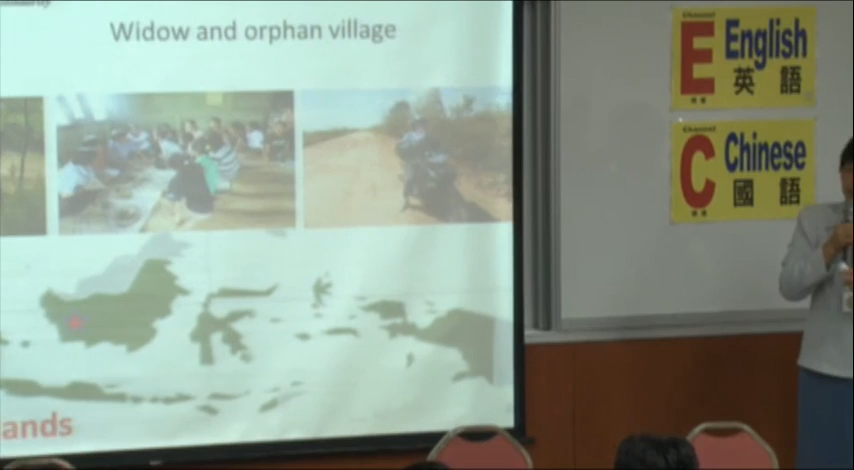 Widow and orphan village
ands
E
English
英語
C
Chinese
國語